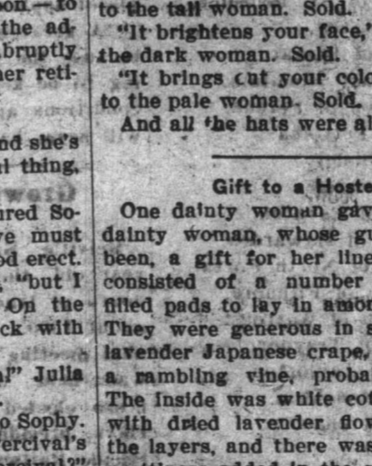 to the ad-
abruptly
her reti-
nd she's
l thing.
ured So-
ve must
od erect.
"but I
On the
ck with
Julia
o Sophy.
ercival's
to the tall woman. Sold.
"It brightens your face,"
the dark woman. Sold.
"It brings cut your colo
to the pale woman. Sold.
And all the hats were al
Gift to a Hoste
One dainty woman gav
dainty woman, whose gu
been, a gift for her line
consisted of a number
filled pads to lay in amon
They were generous in s
lavender Japanese crape,
a rambling vine, proba
The inside was white cot
with dried lavender flov
the layers, and there was